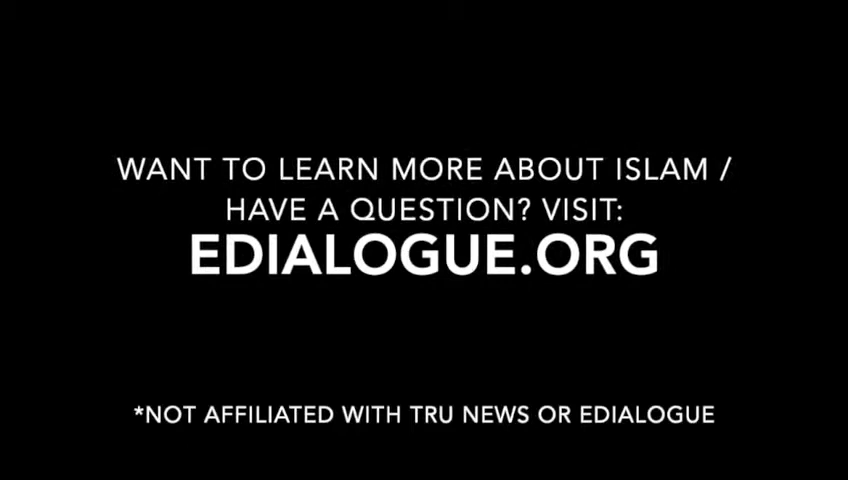 WANT TO LEARN MORE ABOUT ISLAM /
HAVE A QUESTION? VISIT:
EDIALOGUE.ORG
*NOT AFFILIATED WITH TRU NEWS OR EDIALOGUE